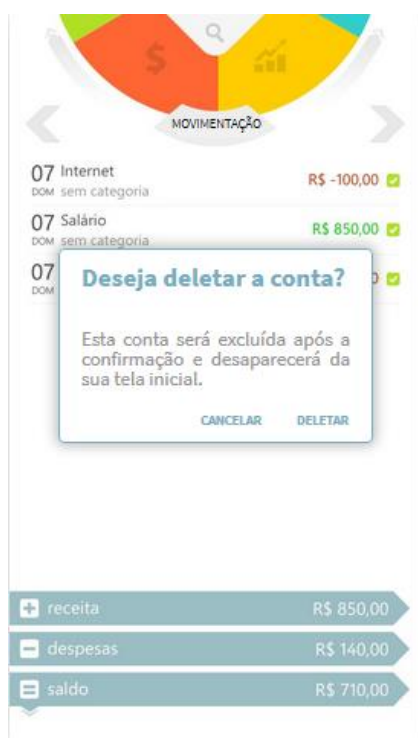 $
MOVIMENTAÇÃO
07 Internet R$ -100,00
DOM sem categoria
07 Salário R$ 850,00
DOM sem categoria
07
DOM
Deseja deletar a conta?
Esta conta será excluída após a
confirmação e desaparecerá da
sua tela inicial.
CANCELAR DELETAR
receita R$ 850,00
despesas R$ 140,00
saldo R$ 710,00